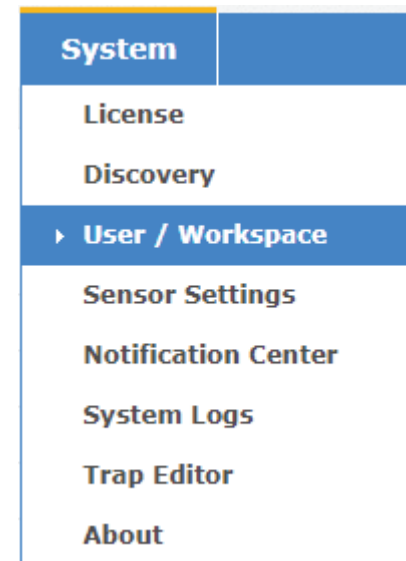 System
License
Discovery
User / Workspace
Sensor Settings
Notification Center
System Logs
Trap Editor
About